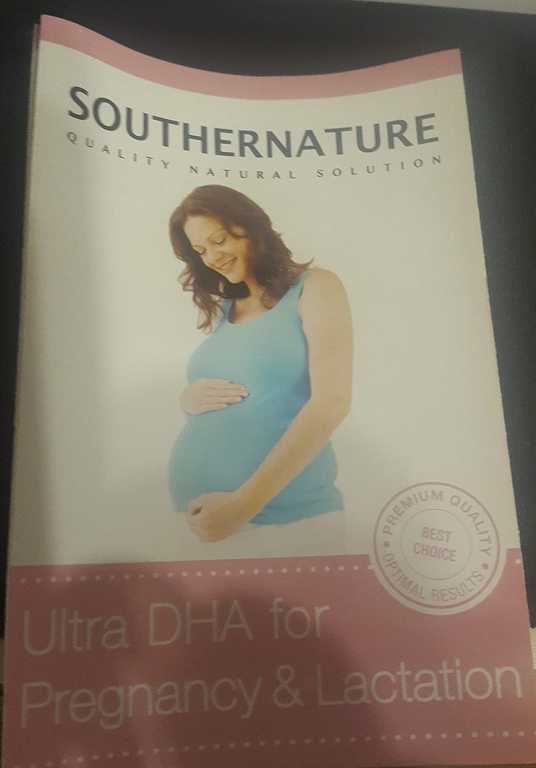 SOUTHERNATURE
QUALITY NATURAL SOLUTION
PREMIUM QUALITY
BEST
CHOICE
OPTIMAL RESULTS
Ultra DHA for
Pregnancy & Lactation